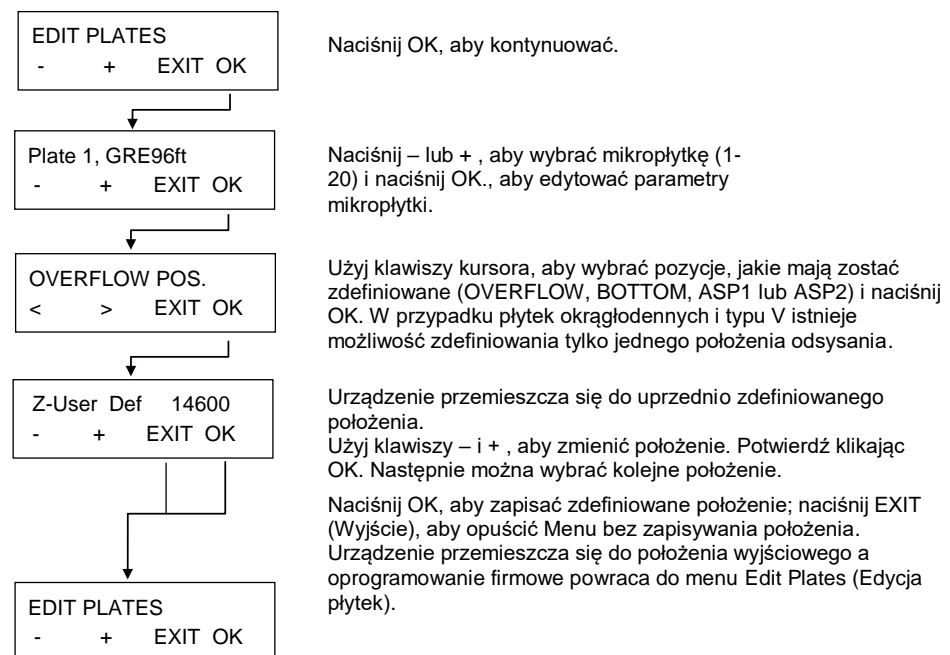 EDIT PLATES
- + EXIT OK
Naciśnij OK, aby kontynuować.
Plate 1, GRE96ft
- + EXIT OK
Naciśnij – lub + , aby wybrać mikropłytkę (1-
20) i naciśnij OK., aby edytować parametry
mikropłytki.
OVERFLOW POS.
< > EXIT OK
Użyj klawiszy kursora, aby wybrać pozycje, jakie mają zostać
zdefiniowane (OVERFLOW, BOTTOM, ASP1 lub ASP2) i naciśnij
OK. W przypadku płytek okrągłodennych i typu V istnieje
możliwość zdefiniowania tylko jednego położenia odsysania.
Z-User Def 14600
- + EXIT OK
Urządzenie przemieszcza się do uprzednio zdefiniowanego
położenia.
Użyj klawiszy – i + , aby zmienić położenie. Potwierdź klikając
OK. Następnie można wybrać kolejne położenie.
Naciśnij OK, aby zapisać zdefiniowane położenie; naciśnij EXIT
(Wyjście), aby opuścić Menu bez zapisywania położenia.
Urządzenie przemieszcza się do położenia wyjściowego a
oprogramowanie firmowe powraca do menu Edit Plates (Edycja
płytek).
EDIT PLATES
- + EXIT OK